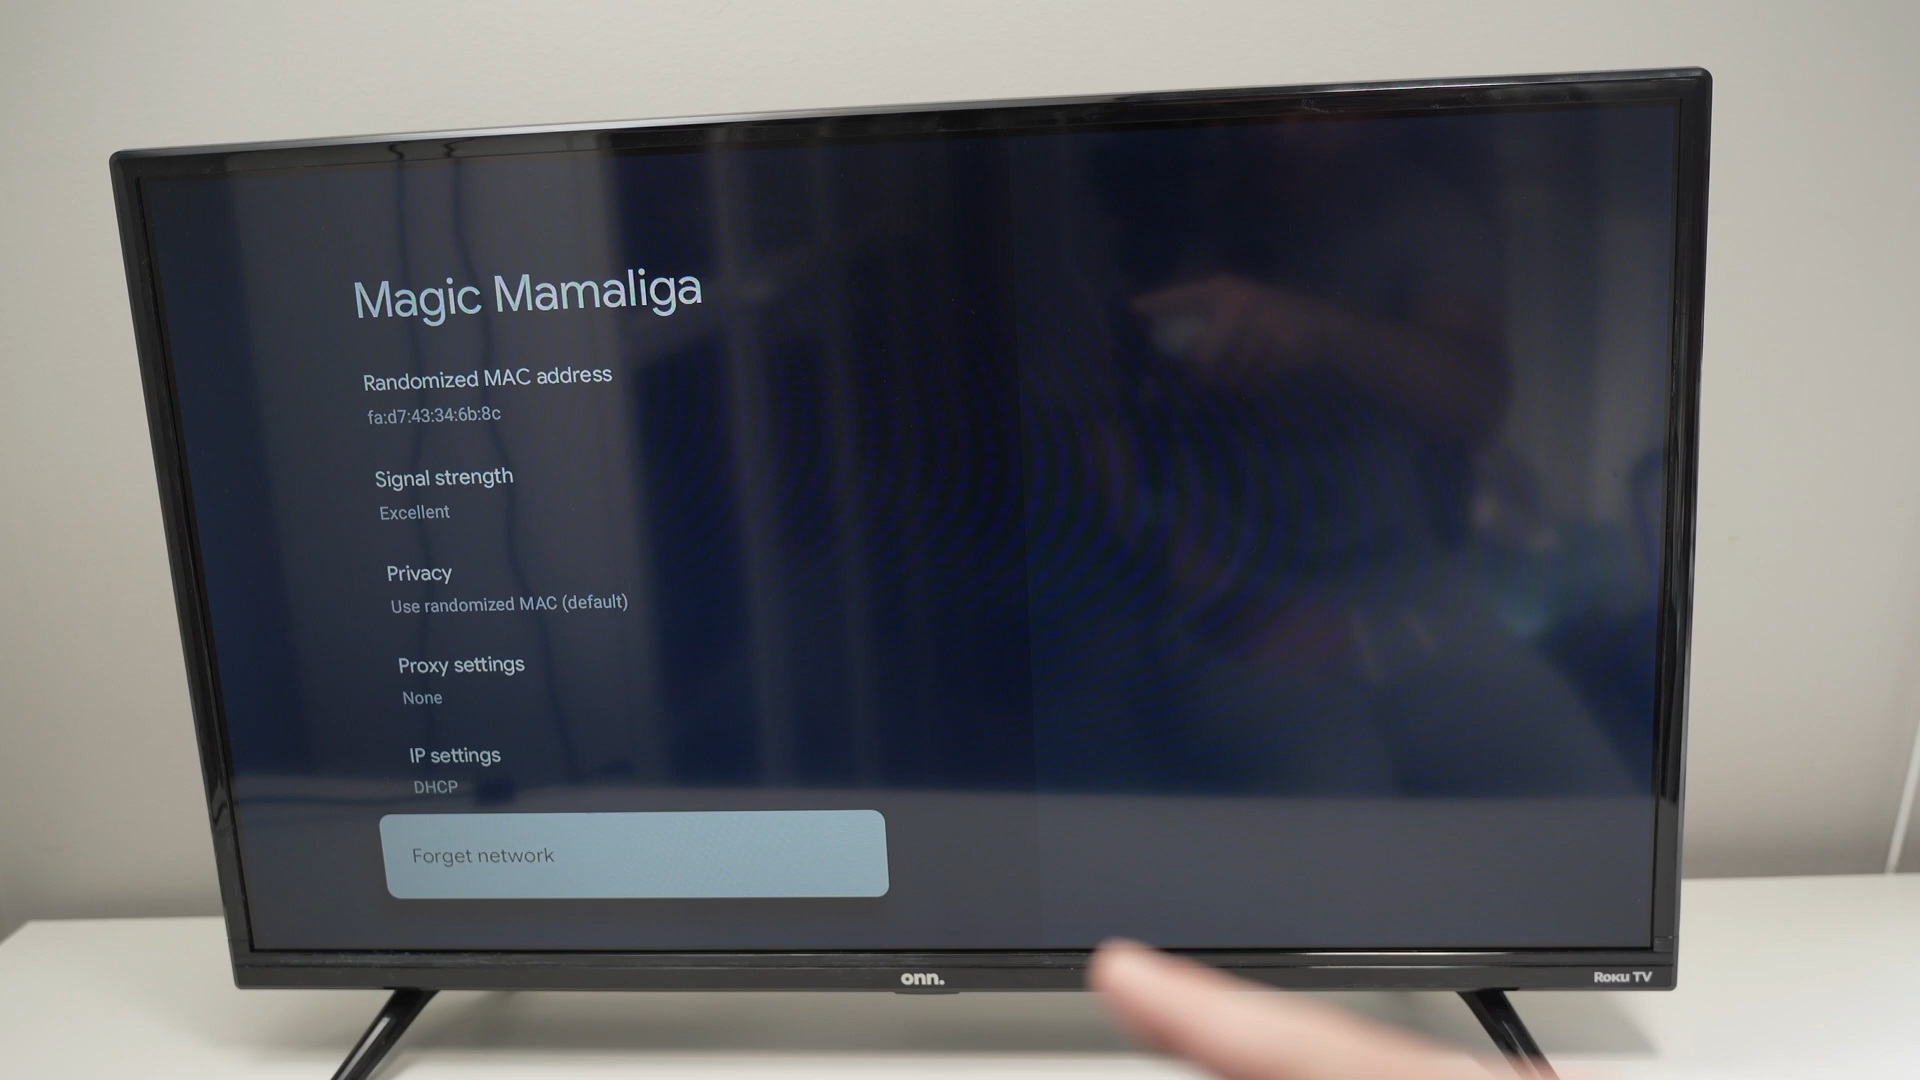 Magic Mamaliga
Randomized MAC address
fa:d7:43:34:6b:8c
Signal strength
Excellent
Privacy
Use randomized MAC (default)
Proxy settings
None
IP settings
DHCP
Forget network
onn.
Roku TV